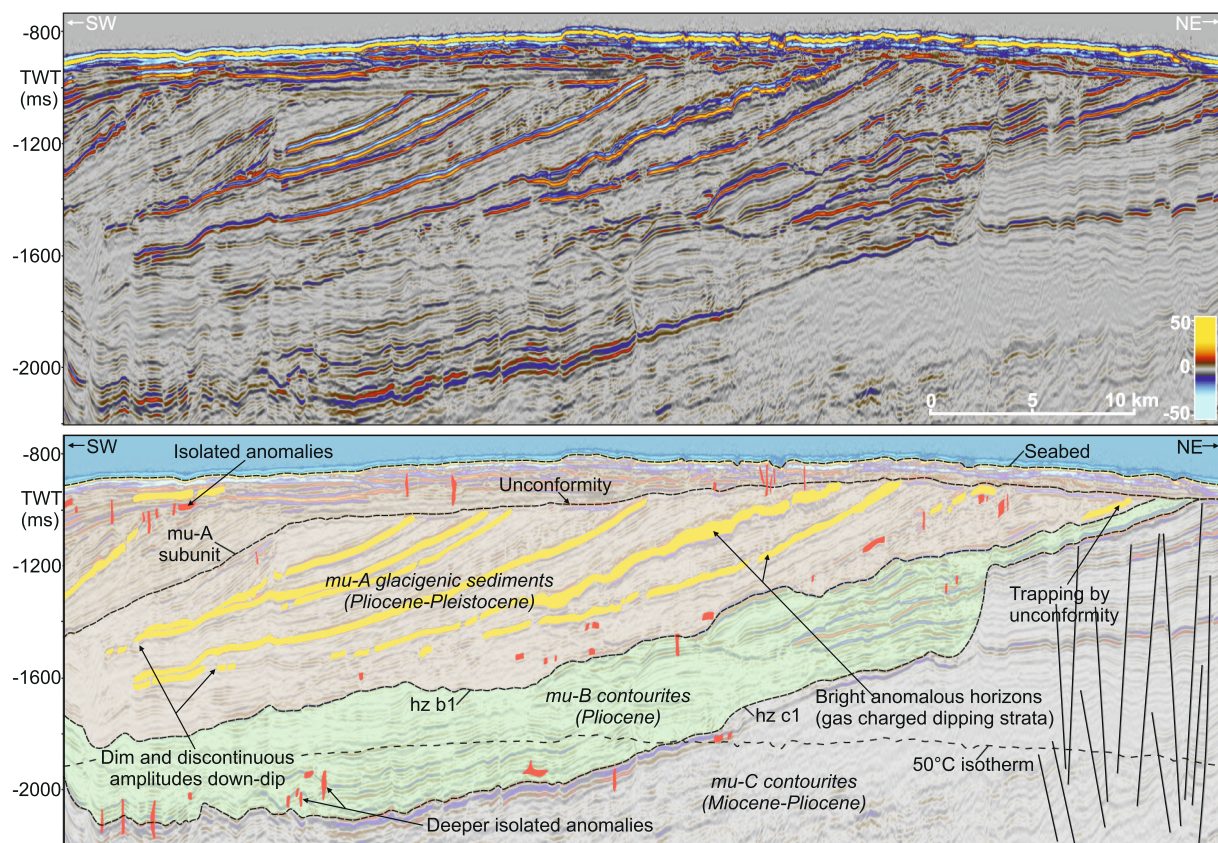 ←SW
NE→
-800
TWT
(ms)
-1200
-1600
-2000
50
0
-50
0
5
10 km
←SW
NE→
-800
TWT
(ms)
-1200
-1600
-2000
Isolated anomalies
Unconformity
Seabed
mu-A
subunit
mu-A glacigenic sediments
(Pliocene-Pleistocene)
Trapping by
unconformity
hz b1
mu-B contourites
(Pliocene)
hz c1
Bright anomalous horizons
(gas charged dipping strata)
Dim and discontinuous
amplitudes down-dip
50°C isotherm
mu-C contourites
(Miocene-Pliocene)
Deeper isolated anomalies